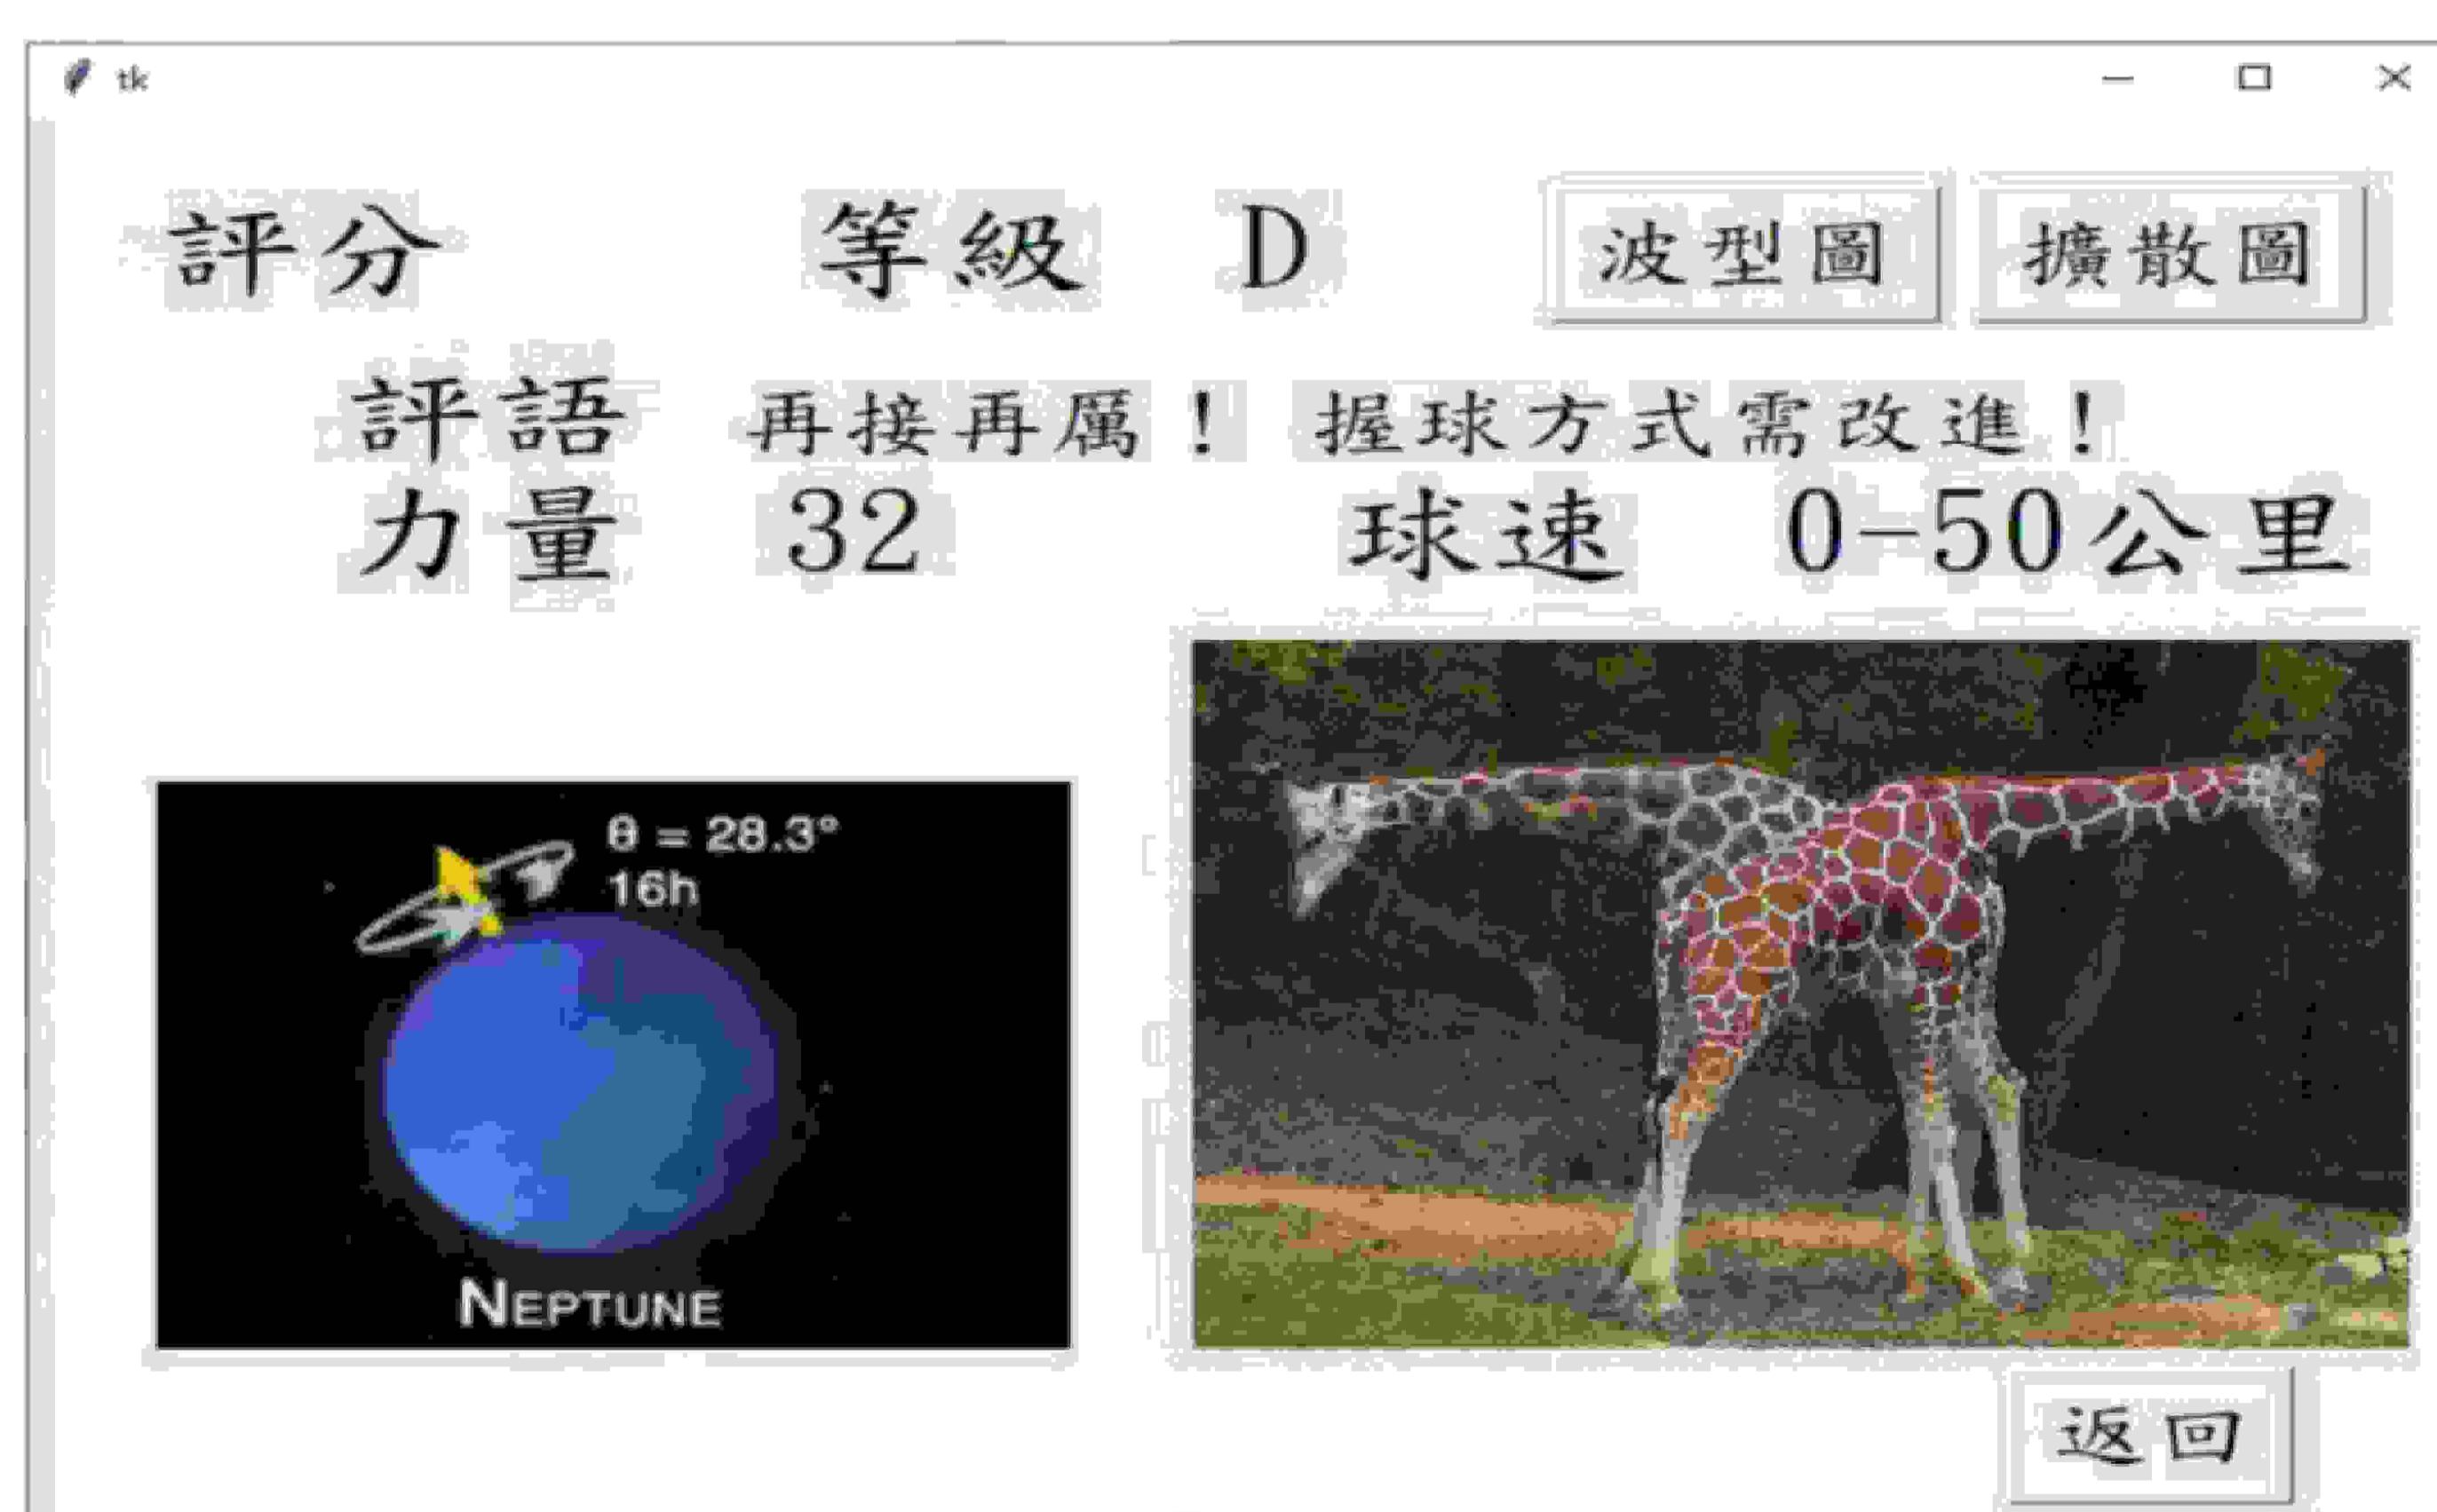 tk
評分 等級 D 波型圖 擴散圖
評語 再接再厲！ 握球方式需改進！
力量 32 球速 0-50公里
θ = 28.3°
16h
NEPTUNE
返回